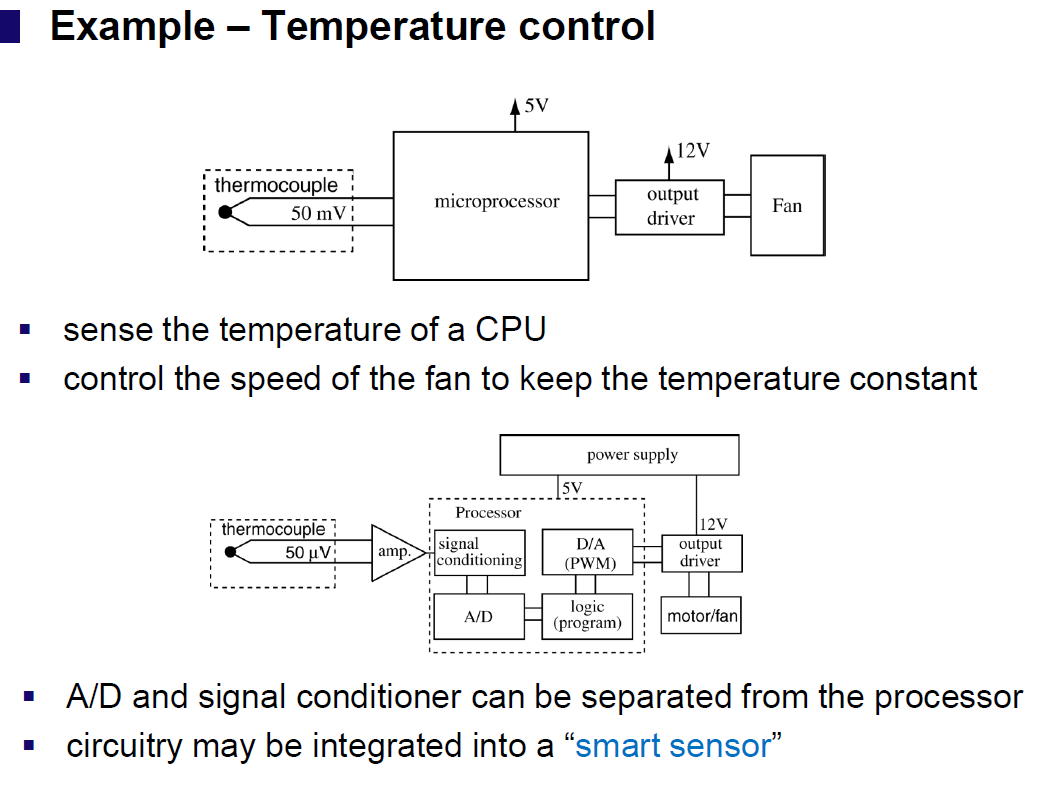 Example – Temperature control
5V
12V
thermocouple
50 mV
microprocessor
output
driver
Fan
▪ sense the temperature of a CPU
▪ control the speed of the fan to keep the temperature constant
power supply
5V
12V
Processor
thermocouple
50 μV
amp.
signal
conditioning
D/A
(PWM)
output
driver
A/D
logic
(program)
motor/fan
▪ A/D and signal conditioner can be separated from the processor
▪ circuitry may be integrated into a “smart sensor”